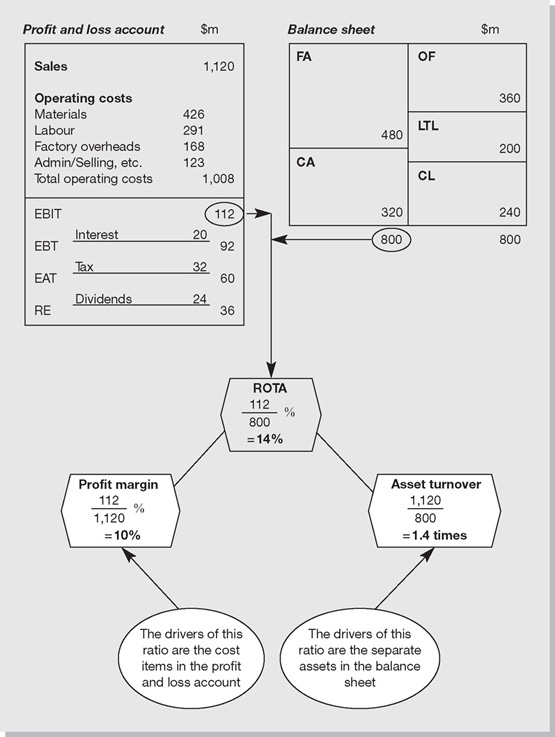 Profit and loss account $m
Balance sheet $m
Sales 1,120
Operating costs
Materials 426
Labour 291
Factory overheads 168
Admin/Selling, etc. 123
Total operating costs 1,008
EBIT 112
Interest 20
EBT 92
Tax 32
EAT 60
Dividends 24
RE 36
FA
480
CA
320
OF
360
LTL
200
CL
240
800 800
ROTA
112
800
%
= 14%
Profit margin
112
1,120
%
= 10%
Asset turnover
1,120
800
= 1.4 times
The drivers of this
ratio are the cost
items in the profit
and loss account
The drivers of this
ratio are the separate
assets in the balance
sheet